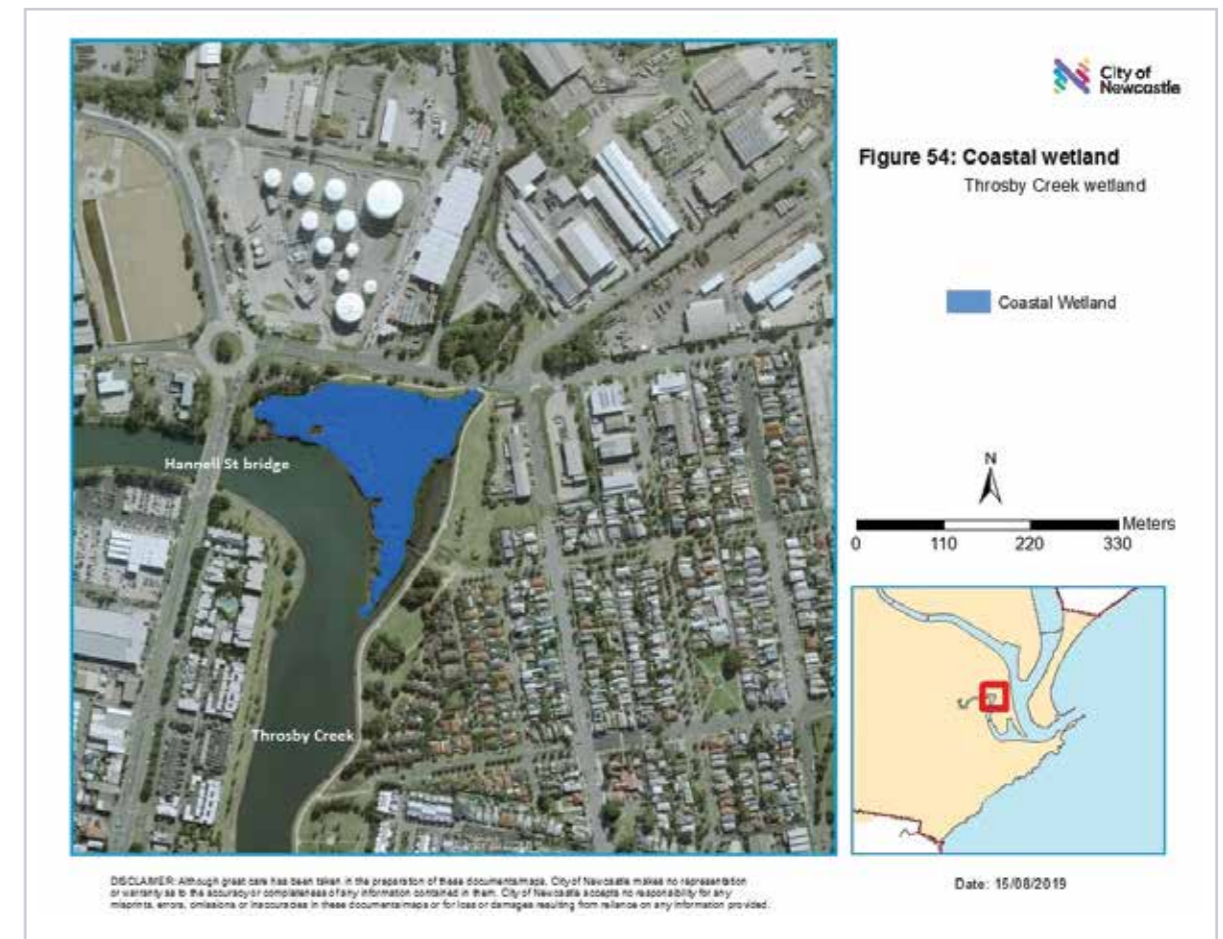 City of
Newcastle
Figure 54: Coastal wetland
Throsby Creek wetland
Coastal Wetland
Hannell St bridge
N
Meters
0 110 220 330
Throsby Creek
DISCLAIMER: Although great care has been taken in the preparation of these documents/maps, City of Newcastle makes no representation
or warranty as to the accuracy or completeness of any information contained in them. City of Newcastle accepts no responsibility for any
misprints, errors, omissions or inaccuracies in these documents/maps or for loss or damages resulting from reliance on any information provided.
Date: 15/08/2019